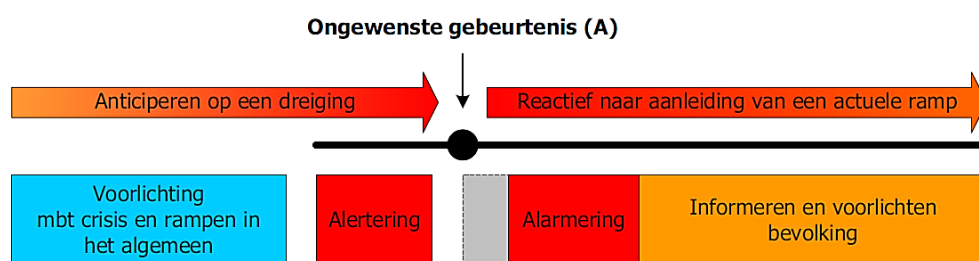 Ongewenste gebeurtenis (A)
Anticiperen op een dreiging
Reactief naar aanleiding van een actuele ramp
Voorlichting
mbt crisis en rampen in
het algemeen
Alertering
Alarmering
Informeren en voorlichten
bevolking